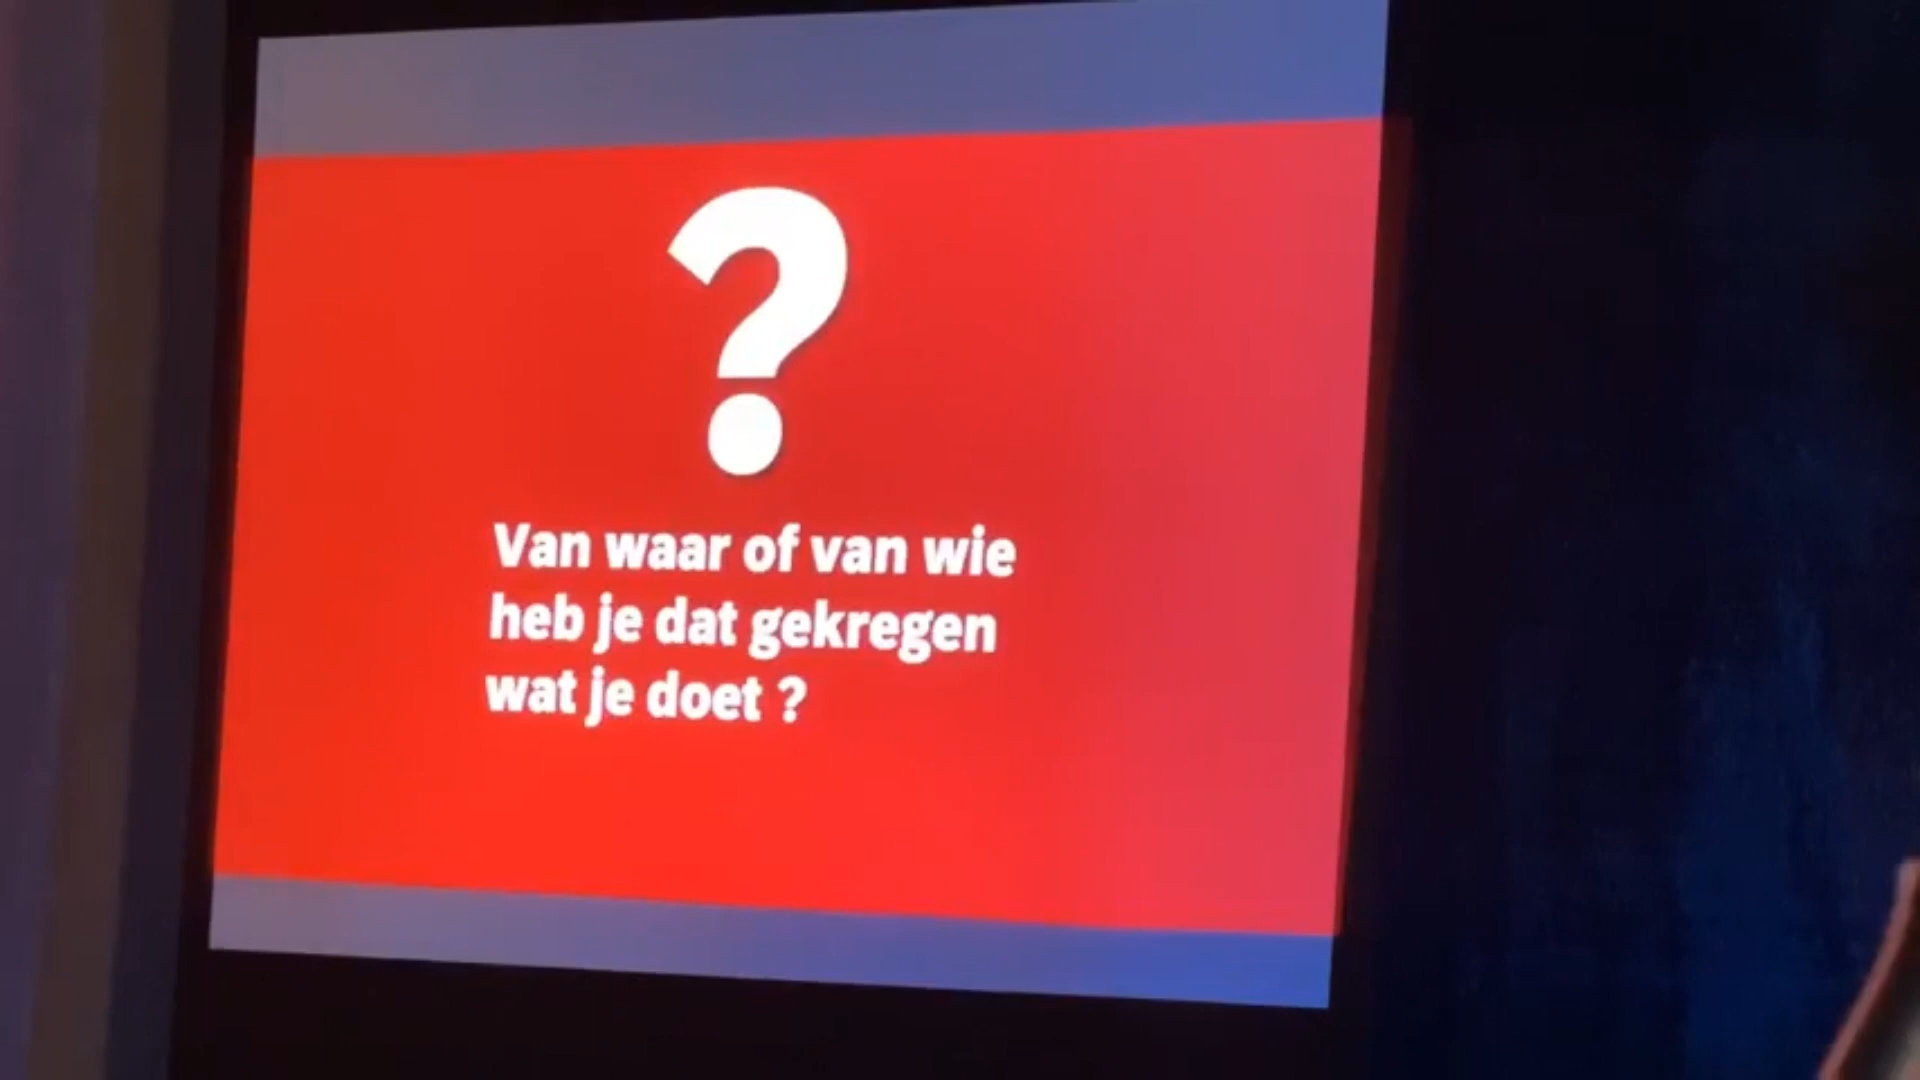 ?
Van waar of van wie
heb je dat gekregen
wat je doet ?